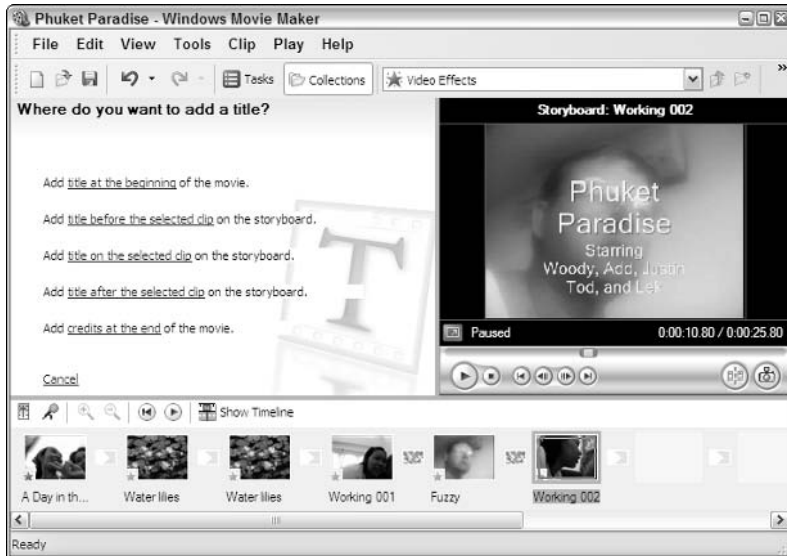 Phuket Paradise - Windows Movie Maker
File Edit View Tools Clip Play Help
Tasks Collections Video Effects
Where do you want to add a title?
Add title at the beginning of the movie.
Add title before the selected clip on the storyboard.
Add title on the selected clip on the storyboard.
Add title after the selected clip on the storyboard.
Add credits at the end of the movie.
Cancel
T
Storyboard: Working 002
Phuket
Paradise
Starring
Woody, Add, Justin
Tod, and Lek
Paused 0:00:10.80 / 0:00:25.80
Show Timeline
A Day in th... Water lilies Water lilies Working 001 Fuzzy Working 002
Ready